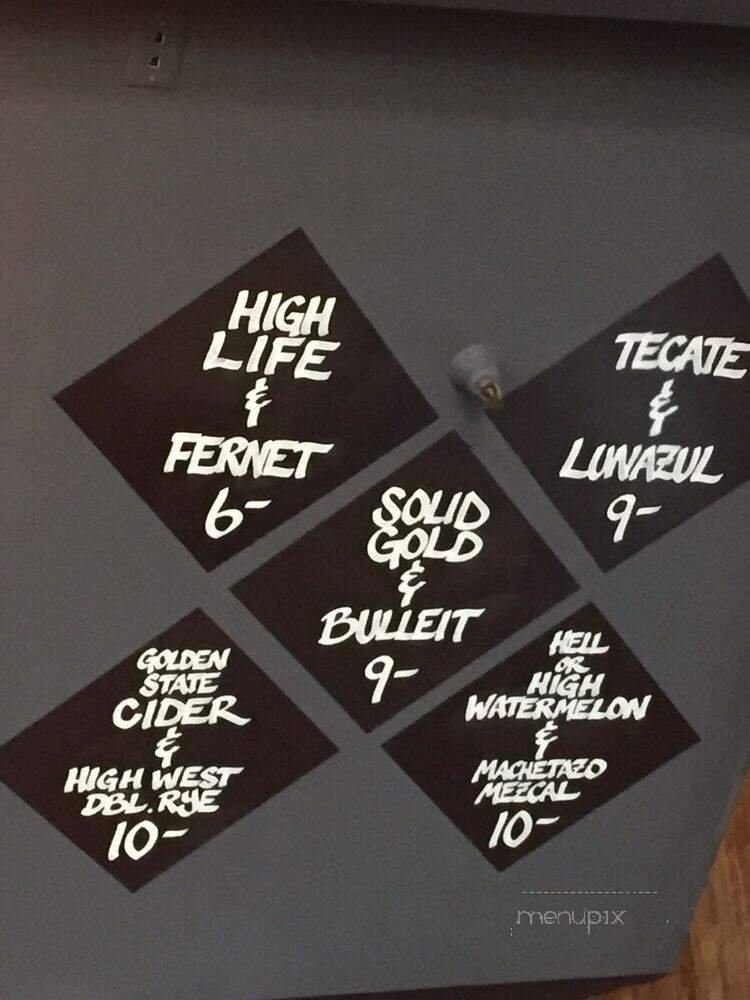 HIGH
LIFE
&
FERNET
6-
TECATE
&
LUNAZUL
9-
SOLID
GOLD
&
BULLEIT
9-
GOLDEN
STATE
CIDER
&
HIGH WEST
DBL. RYE
10-
HELL
OR
HIGH
WATERMELON
&
MACHETAZO
MEZCAL
10-
menupix